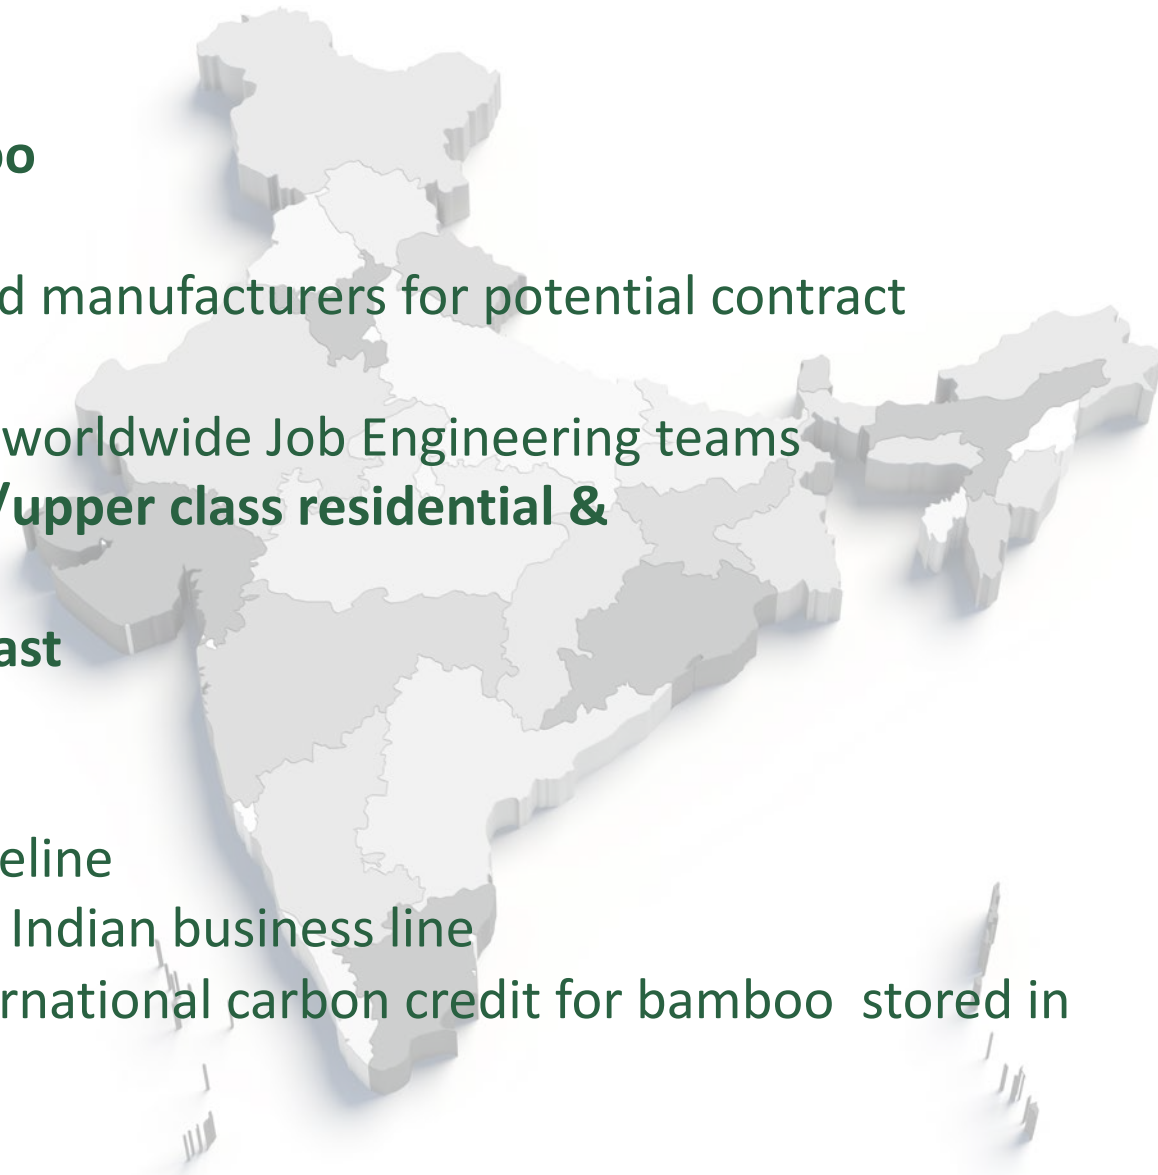 oo
d manufacturers for potential contract
worldwide Job Engineering teams
/upper class residential &
ast
eline
Indian business line
rnational carbon credit for bamboo  stored in